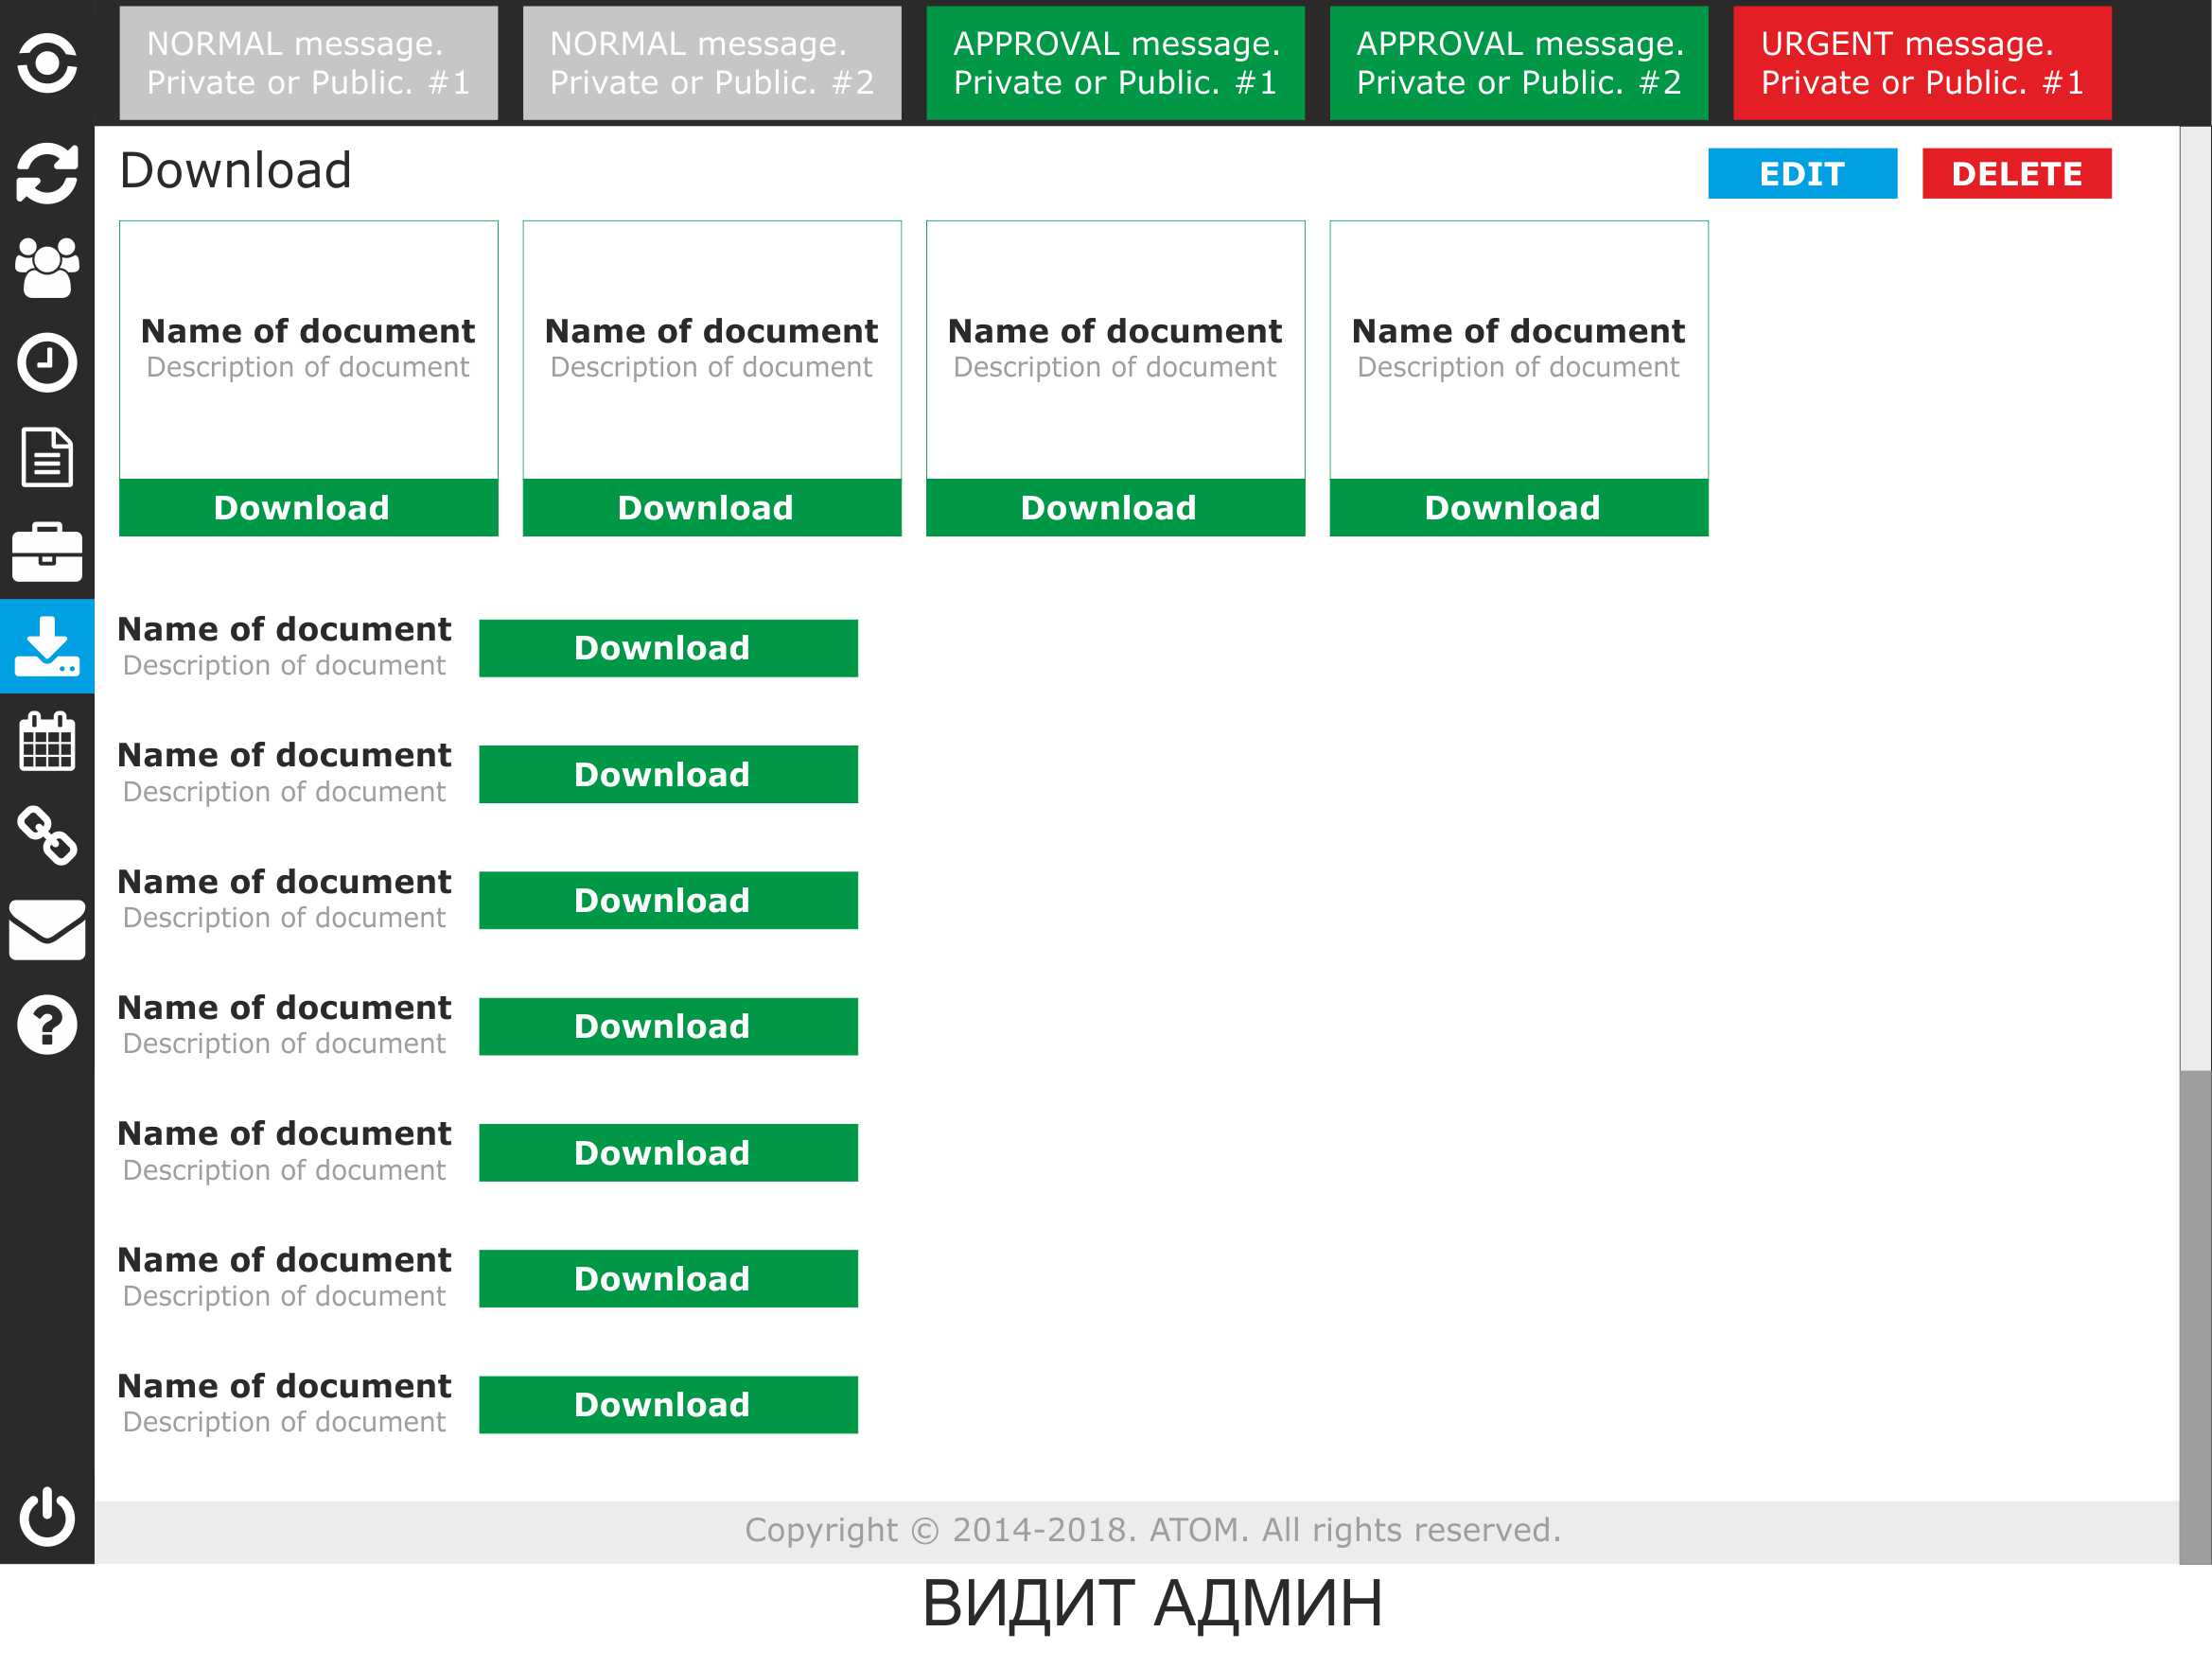 NORMAL message.
Private or Public. #1
NORMAL message.
Private or Public. #2
APPROVAL message.
Private or Public. #1
APPROVAL message.
Private or Public. #2
URGENT message.
Private or Public. #1
Download
EDIT
DELETE
Name of document
Description of document
Download
Name of document
Description of document
Download
Name of document
Description of document
Download
Name of document
Description of document
Download
Name of document
Description of document
Download
Name of document
Description of document
Download
Name of document
Description of document
Download
Name of document
Description of document
Download
Name of document
Description of document
Download
Name of document
Description of document
Download
Name of document
Description of document
Download
Copyright © 2014-2018. ATOM. All rights reserved.
ВИДИТ АДМИН